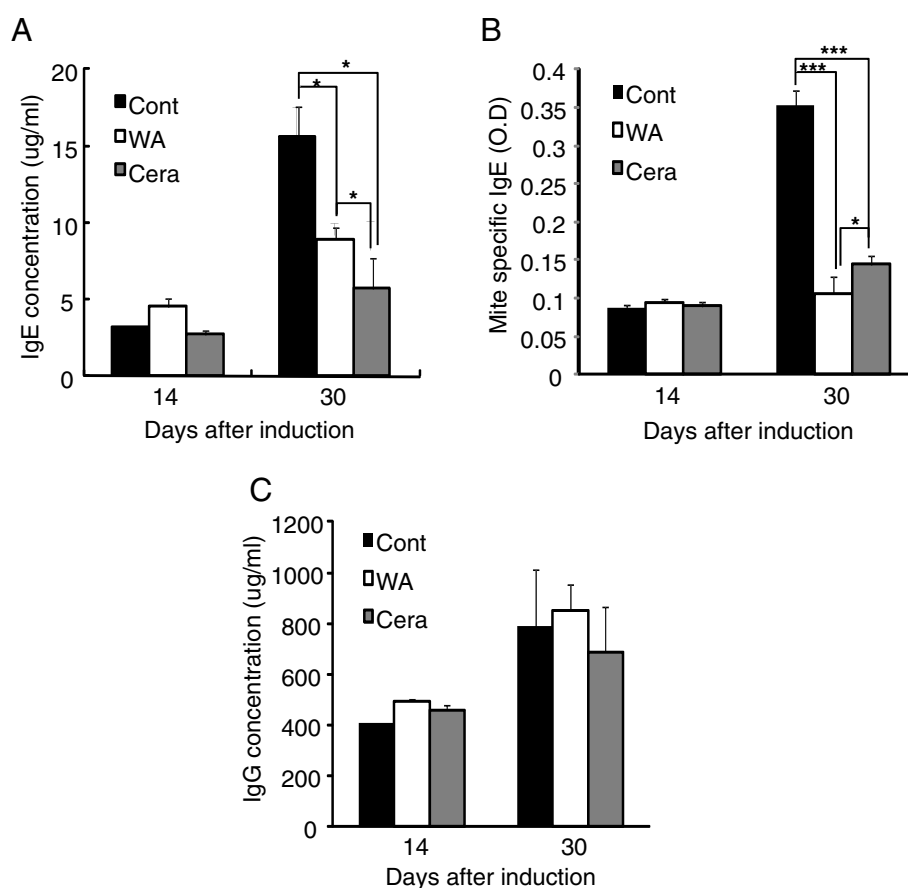 A
IgE concentration (ug/ml)
20
15
10
5
0
Cont
WA
Cera
*
*
*
14
30
Days after induction
B
Mite specific IgE (O.D)
0.4
0.35
0.3
0.25
0.2
0.15
0.1
0.05
0
Cont
WA
Cera
***
***
*
14
30
Days after induction
C
IgG concentration (ug/ml)
1200
1000
800
600
400
200
0
Cont
WA
Cera
14
30
Days after induction